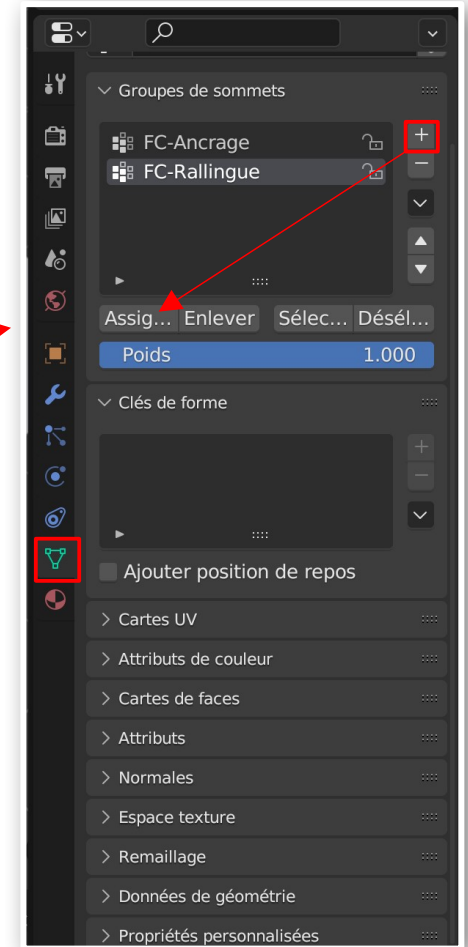 Groupes de sommets
FC-Ancrage
FC-Rallingue
Assig... Enlever Sélec... Désél...
Poids 1.000
Clés de forme
Ajouter position de repos
Cartes UV
Attributs de couleur
Cartes de faces
Attributs
Normales
Espace texture
Remaillage
Données de géométrie
Propriétés personnalisées